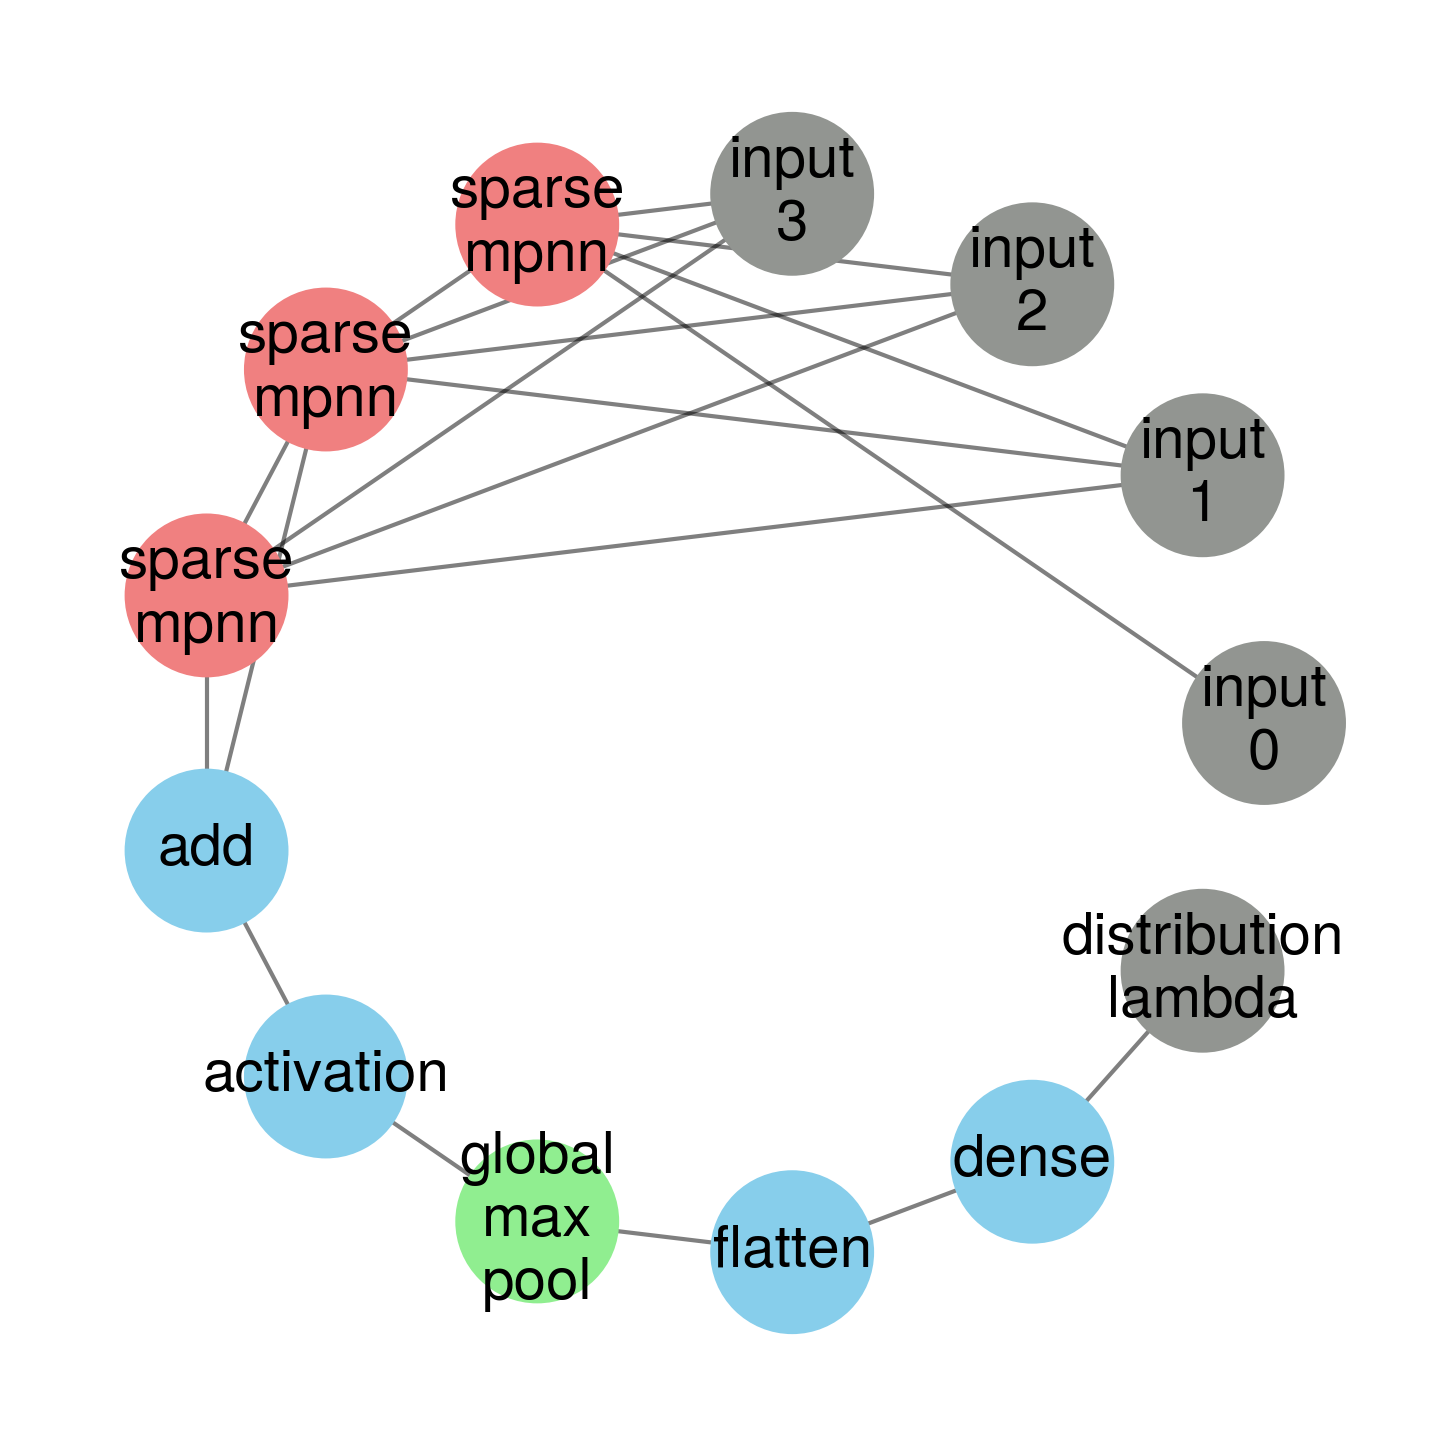 input
3
sparse
mpnn
input
2
sparse
mpnn
input
1
sparse
mpnn
input
0
add
distribution
lambda
activation
global
max
pool
dense
flatten